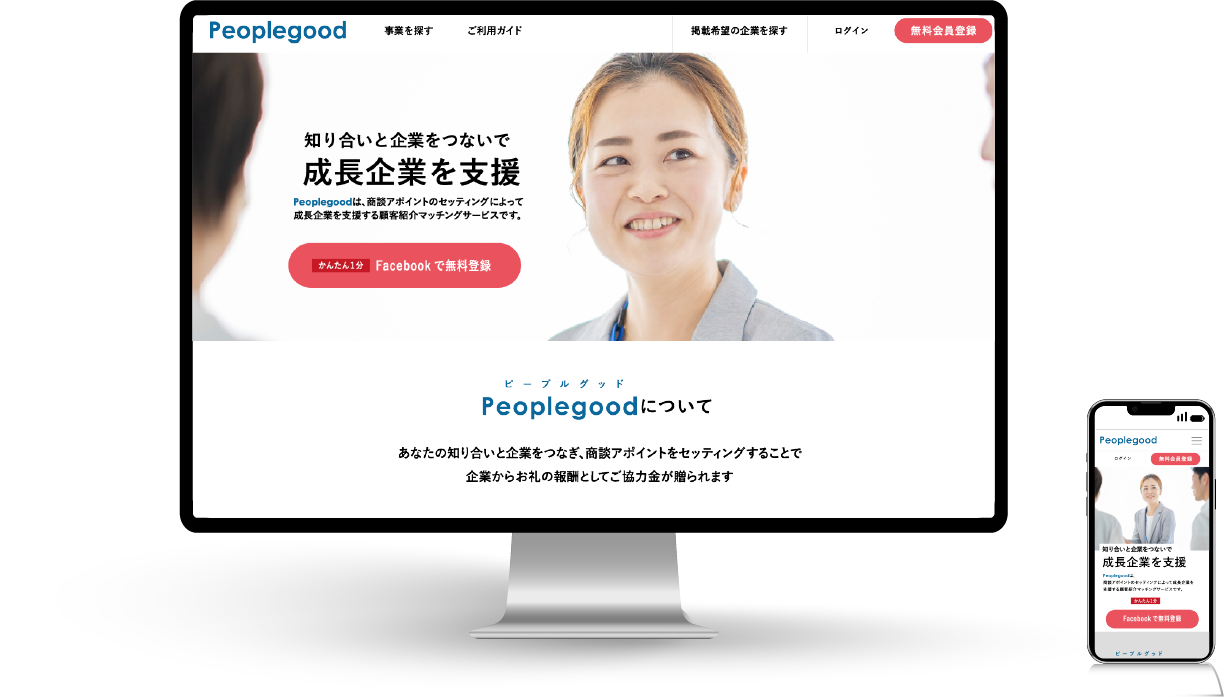 Peoplegood
事業を探す
ご利用ガイド
掲載希望の企業を探す
ログイン
無料会員登録
知り合いと企業をつないで
成長企業を支援
Peoplegoodは、商談アポイントのセッティングによって
成長企業を支援する顧客紹介マッチングサービスです。
かんたん1分 Facebookで無料登録
ピープルグッド
Peoplegoodについて
あなたの知り合いと企業をつなぎ、商談アポイントをセッティングすることで
企業からお礼の報酬としてご協力金が贈られます
Peoplegood
ログイン
無料会員登録
知り合いと企業をつないで
成長企業を支援
Peoplegoodは、
商談アポイントのセッティングによって成長企業を
支援する顧客紹介マッチングサービスです。
かんたん1分
Facebookで無料登録
ピープルグッド